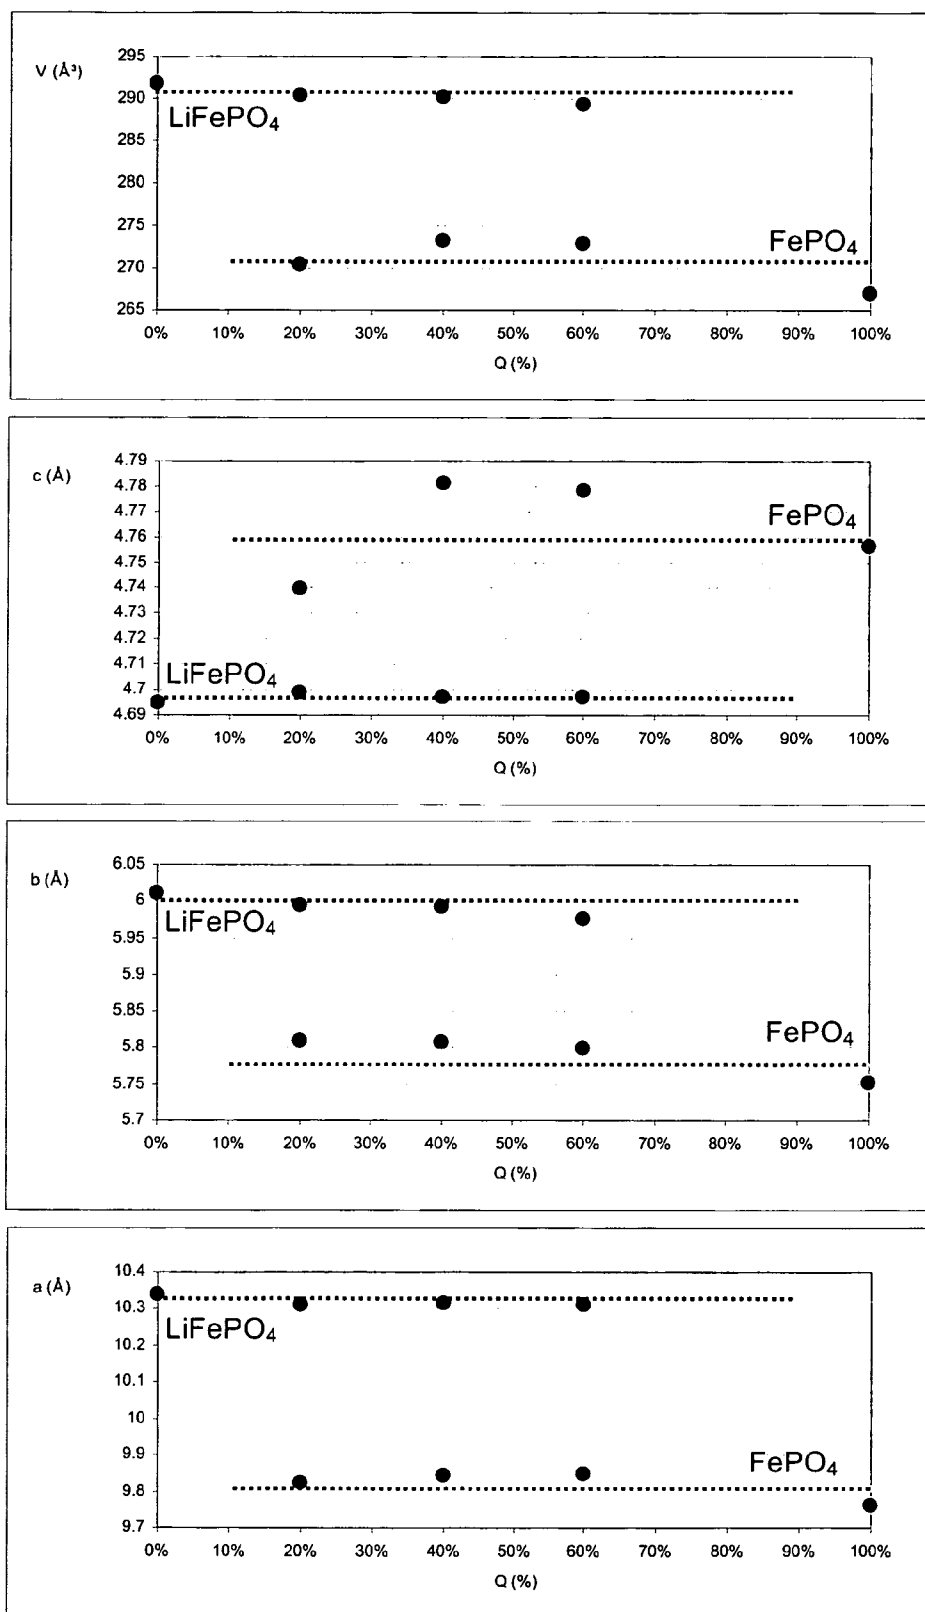 V (Å³)
295
290
285
280
275
270
265
LiFePO₄
FePO₄
0% 10% 20% 30% 40% 50% 60% 70% 80% 90% 100%
Q (%)
c (Å)
4.79
4.78
4.77
4.76
4.75
4.74
4.73
4.72
4.71
4.7
4.69
FePO₄
LiFePO₄
0% 10% 20% 30% 40% 50% 60% 70% 80% 90% 100%
Q (%)
b (Å)
6.05
6
5.95
5.9
5.85
5.8
5.75
5.7
LiFePO₄
FePO₄
0% 10% 20% 30% 40% 50% 60% 70% 80% 90% 100%
Q (%)
a (Å)
10.4
10.3
10.2
10.1
10
9.9
9.8
9.7
LiFePO₄
FePO₄
0% 10% 20% 30% 40% 50% 60% 70% 80% 90% 100%
Q (%)